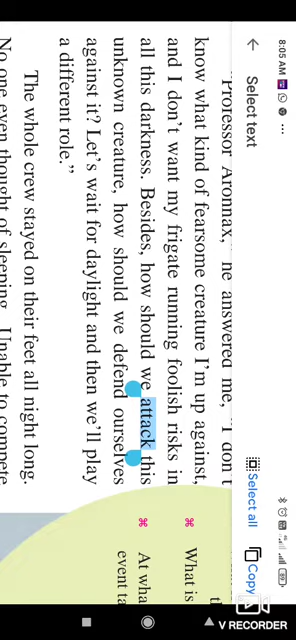 8:05 AM
Select text
"Professor Aronnax," he answered me, "I don't
know what kind of fearsome creature I'm up against,
and I don't want my frigate running foolish risks in
all this darkness. Besides, how should we attack this
unknown creature, how should we defend ourselves
against it? Let's wait for daylight and then we'll play
a different role."
The whole crew stayed on their feet all night long.
No one even thought of sleeping. Unable to compete
What is
At wha
event ta
Select all
Copy
89
V RECORDER